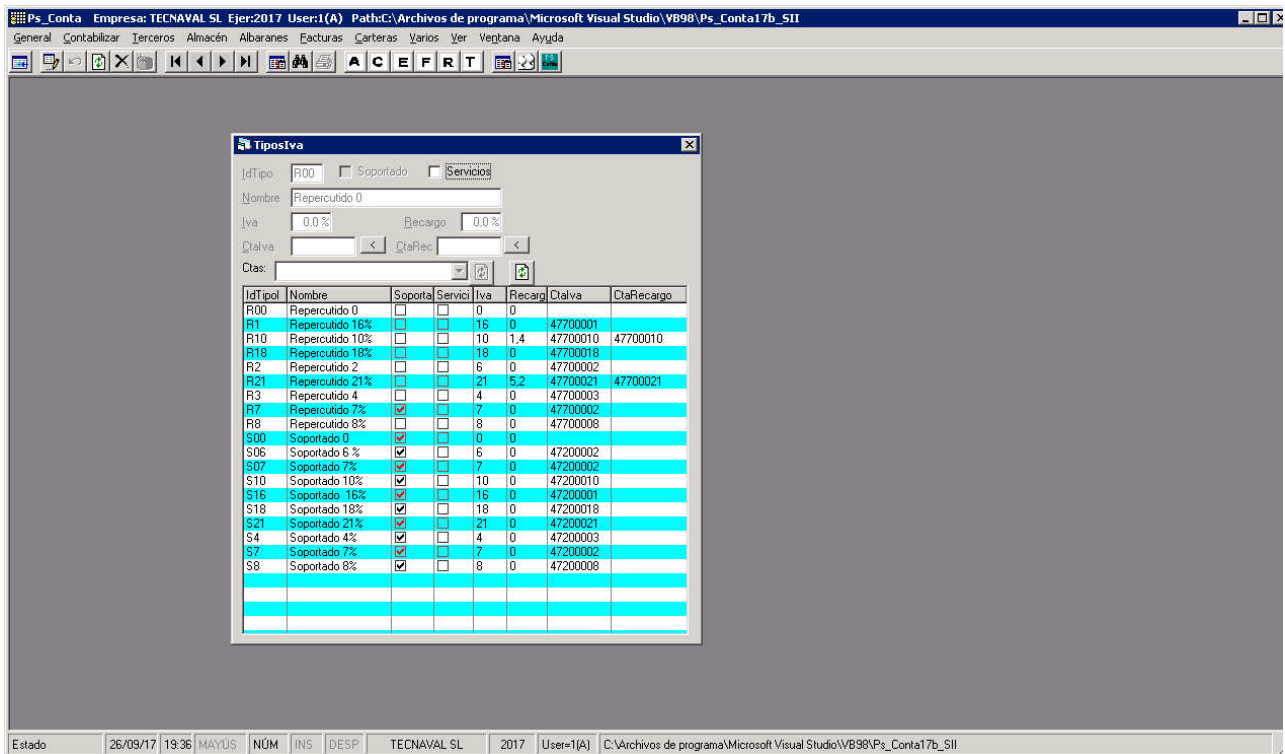 Ps_Conta Empresa: TECNAVAL SL Ejer:2017 User:1(A) Path:C:\Archivos de programa\Microsoft Visual Studio\VB98\Ps_Conta17b_SII
General Contabilizar Terceros Almacén Albaranes Facturas Carteras Varios Ver Ventana Ayuda
A C E F R T
TiposIva
IdTipo R00 Soportado Servicios
Nombre Repercutido 0
Iva 0,0 % Recargo 0,0 %
CtaIva < CtaRec <
Ctas:
IdTipoI Nombre Soporta Servici Iva Recarg CtaIva CtaRecargo
R00 Repercutido 0 0 0
R1 Repercutido 16% 16 0 47700001
R10 Repercutido 10% 10 1,4 47700010 47700010
R18 Repercutido 18% 18 0 47700018
R2 Repercutido 2 6 0 47700002
R21 Repercutido 21% 21 5,2 47700021 47700021
R3 Repercutido 4 4 0 47700003
R7 Repercutido 7% 7 0 47700002
R8 Repercutido 8% 8 0 47700008
S00 Soportado 0 0 0
S06 Soportado 6 % 6 0 47200002
S07 Soportado 7% 7 0 47200002
S10 Soportado 10% 10 0 47200010
S16 Soportado 16% 16 0 47200001
S18 Soportado 18% 18 0 47200018
S21 Soportado 21% 21 0 47200021
S4 Soportado 4% 4 0 47200003
S7 Soportado 7% 7 0 47200002
S8 Soportado 8% 8 0 47200008
Estado 26/09/17 19:36 MAYÚS NÚM INS DESP TECNAVAL SL 2017 User=1(A) C:\Archivos de programa\Microsoft Visual Studio\VB98\Ps_Conta17b_SII